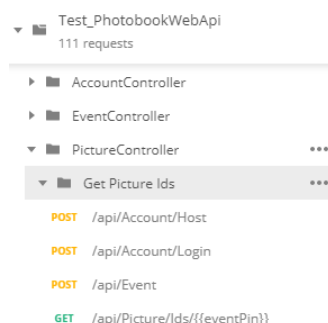 Test_PhotobookWebApi
111 requests
AccountController
EventController
PictureController
Get Picture Ids
POST /api/Account/Host
POST /api/Account/Login
POST /api/Event
GET /api/Picture/Ids/{{eventPin}}